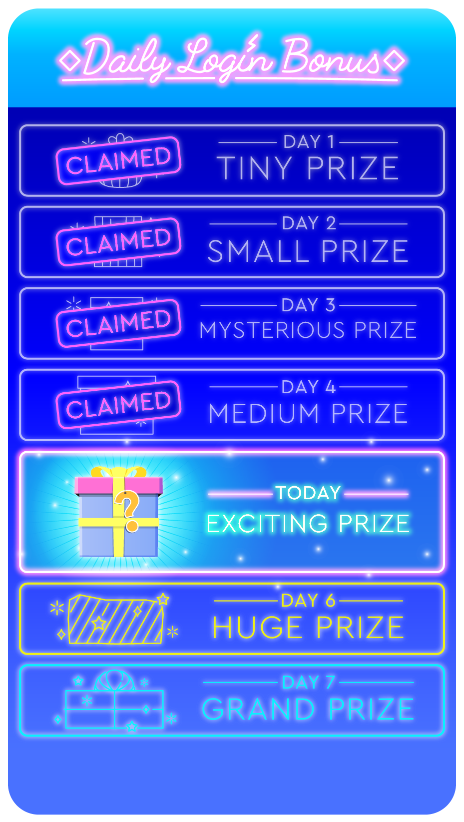 Daily Login Bonus
CLAIMED
DAY 1
TINY PRIZE
CLAIMED
DAY 2
SMALL PRIZE
CLAIMED
DAY 3
MYSTERIOUS PRIZE
CLAIMED
DAY 4
MEDIUM PRIZE
?
TODAY
EXCITING PRIZE
DAY 6
HUGE PRIZE
DAY 7
GRAND PRIZE